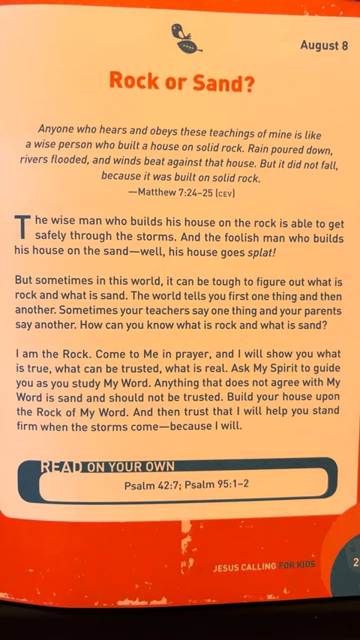 August 8
Rock or Sand?
Anyone who hears and obeys these teachings of mine is like
a wise person who built a house on solid rock. Rain poured down,
rivers flooded, and winds beat against that house. But it did not fall,
because it was built on solid rock.
—Matthew 7:24–25 (CEV)
The wise man who builds his house on the rock is able to get
safely through the storms. And the foolish man who builds
his house on the sand—well, his house goes splat!
But sometimes in this world, it can be tough to figure out what is
rock and what is sand. The world tells you first one thing and then
another. Sometimes your teachers say one thing and your parents
say another. How can you know what is rock and what is sand?
I am the Rock. Come to Me in prayer, and I will show you what
is true, what can be trusted, what is real. Ask My Spirit to guide
you as you study My Word. Anything that does not agree with My
Word is sand and should not be trusted. Build your house upon
the Rock of My Word. And then trust that I will help you stand
firm when the storms come—because I will.
READ ON YOUR OWN
Psalm 42:7; Psalm 95:1–2
JESUS CALLING FOR KIDS